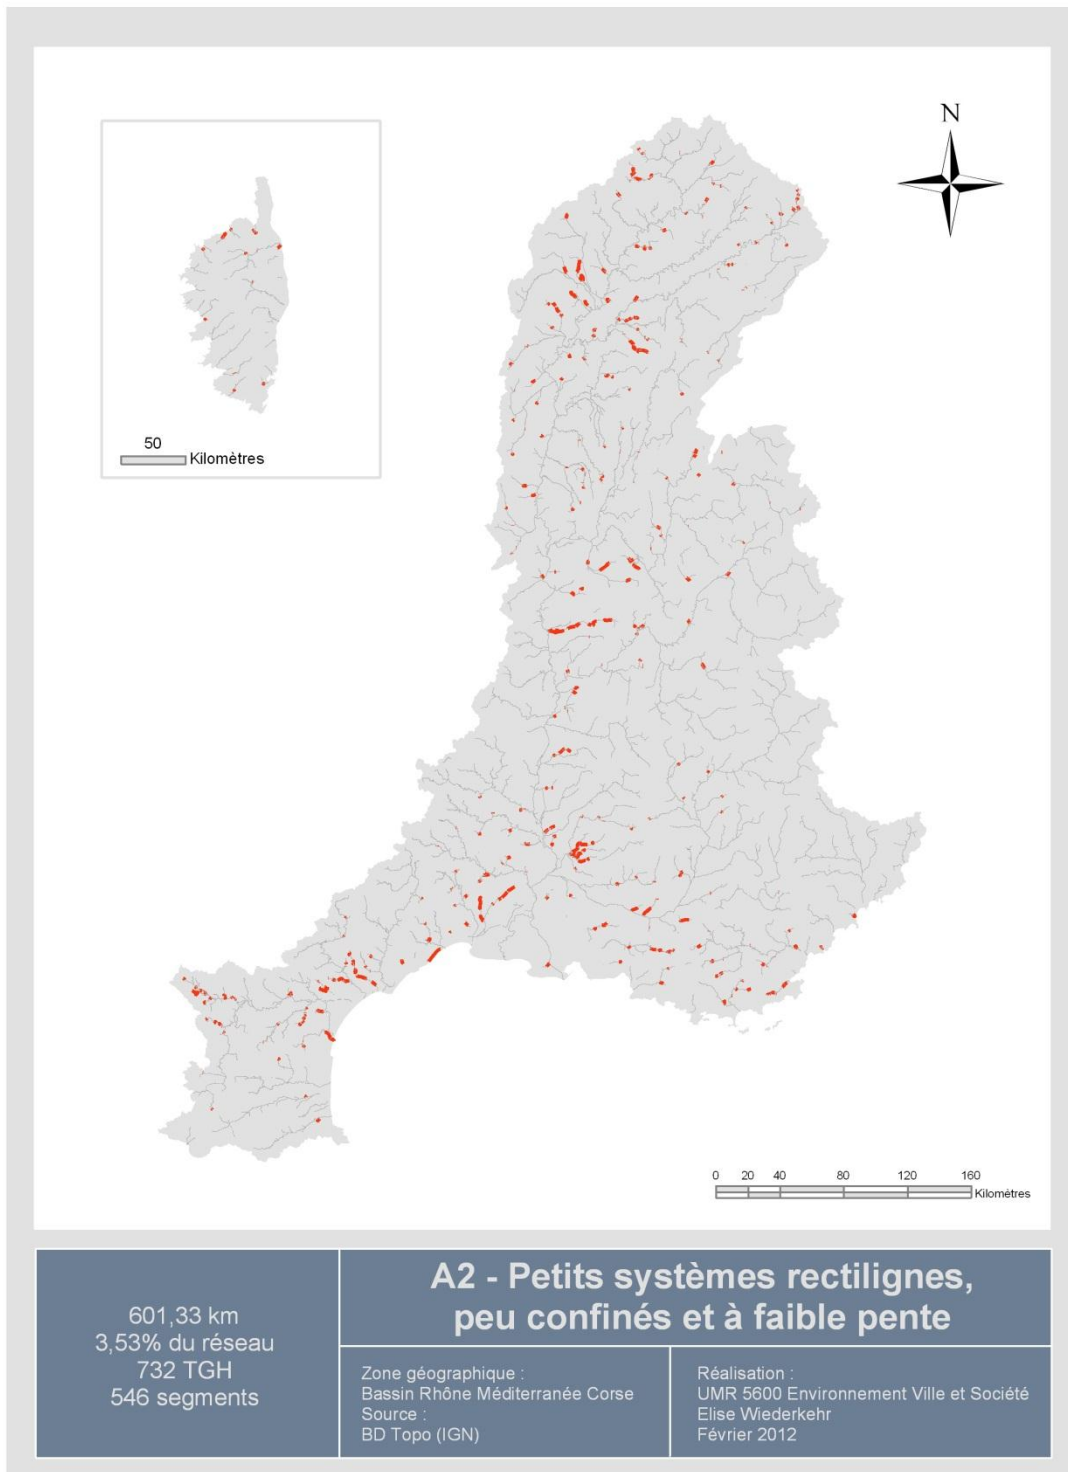 N
50
Kilomètres
0 20 40 80 120 160
Kilomètres
601,33 km
3,53% du réseau
732 TGH
546 segments
A2 - Petits systèmes rectilignes,
peu confinés et à faible pente
Zone géographique :
Bassin Rhône Méditerranée Corse
Source :
BD Topo (IGN)
Réalisation :
UMR 5600 Environnement Ville et Société
Elise Wiederkehr
Février 2012